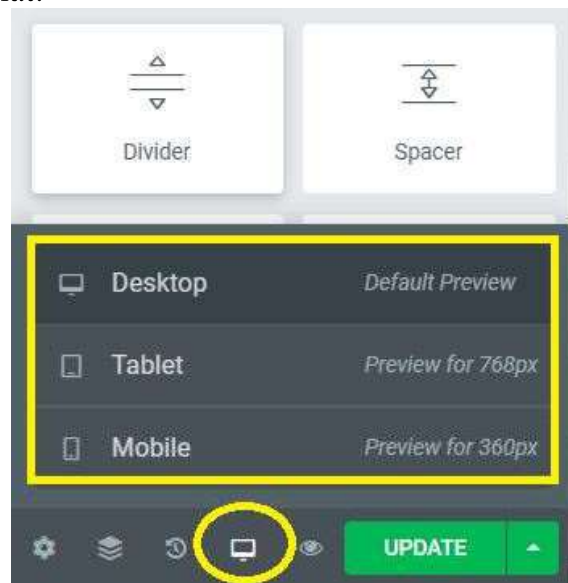 Divider Spacer
Desktop Default Preview
Tablet Preview for 768px
Mobile Preview for 360px
UPDATE